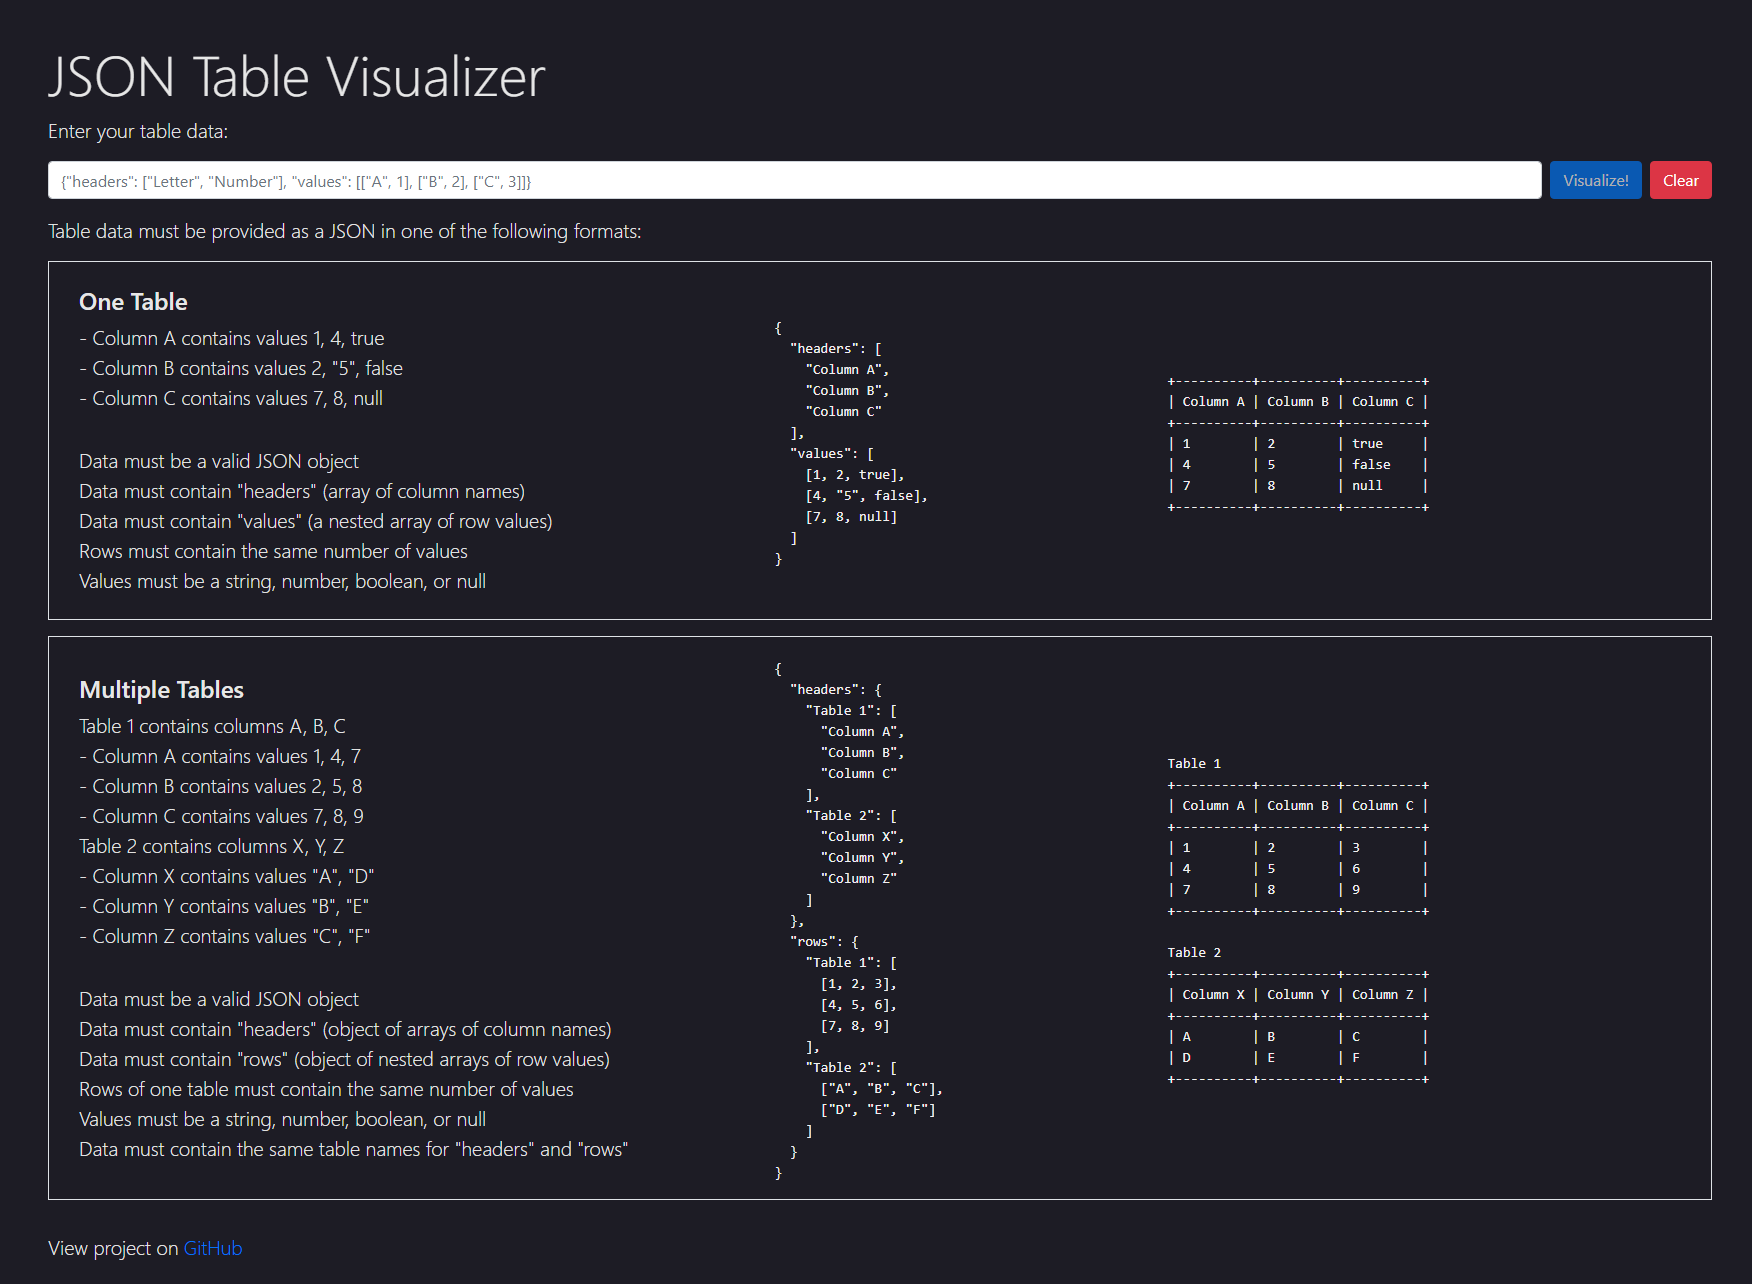 JSON Table Visualizer
Enter your table data:
{"headers": ["Letter", "Number"], "values": [["A", 1], ["B", 2], ["C", 3]]}
Visualize!
Clear
Table data must be provided as a JSON in one of the following formats:
One Table
- Column A contains values 1, 4, true
- Column B contains values 2, "5", false
- Column C contains values 7, 8, null
Data must be a valid JSON object
Data must contain "headers" (array of column names)
Data must contain "values" (a nested array of row values)
Rows must contain the same number of values
Values must be a string, number, boolean, or null
{
  "headers": [
    "Column A",
    "Column B",
    "Column C"
  ],
  "values": [
    [1, 2, true],
    [4, "5", false],
    [7, 8, null]
  ]
}
+----------+----------+----------+
| Column A | Column B | Column C |
+----------+----------+----------+
| 1        | 2        | true     |
| 4        | 5        | false    |
| 7        | 8        | null     |
+----------+----------+----------+
Multiple Tables
Table 1 contains columns A, B, C
- Column A contains values 1, 4, 7
- Column B contains values 2, 5, 8
- Column C contains values 7, 8, 9
Table 2 contains columns X, Y, Z
- Column X contains values "A", "D"
- Column Y contains values "B", "E"
- Column Z contains values "C", "F"
Data must be a valid JSON object
Data must contain "headers" (object of arrays of column names)
Data must contain "rows" (object of nested arrays of row values)
Rows of one table must contain the same number of values
Values must be a string, number, boolean, or null
Data must contain the same table names for "headers" and "rows"
{
  "headers": {
    "Table 1": [
      "Column A",
      "Column B",
      "Column C"
    ],
    "Table 2": [
      "Column X",
      "Column Y",
      "Column Z"
    ]
  },
  "rows": {
    "Table 1": [
      [1, 2, 3],
      [4, 5, 6],
      [7, 8, 9]
    ],
    "Table 2": [
      ["A", "B", "C"],
      ["D", "E", "F"]
    ]
  }
}
Table 1
+----------+----------+----------+
| Column A | Column B | Column C |
+----------+----------+----------+
| 1        | 2        | 3        |
| 4        | 5        | 6        |
| 7        | 8        | 9        |
+----------+----------+----------+
Table 2
+----------+----------+----------+
| Column X | Column Y | Column Z |
+----------+----------+----------+
| A        | B        | C        |
| D        | E        | F        |
+----------+----------+----------+
View project on GitHub